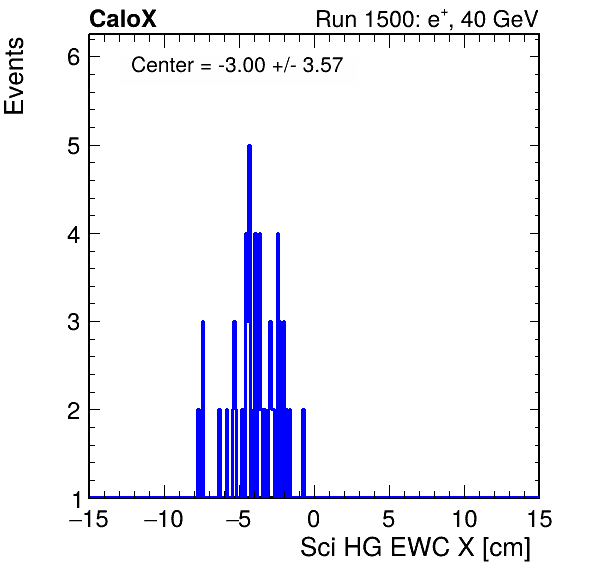 CaloX Run 1500: e⁺, 40 GeV
Center = -3.00 +/- 3.57
Events
6
5
4
3
2
1
−15 −10 −5 0 5 10 15
Sci HG EWC X [cm]